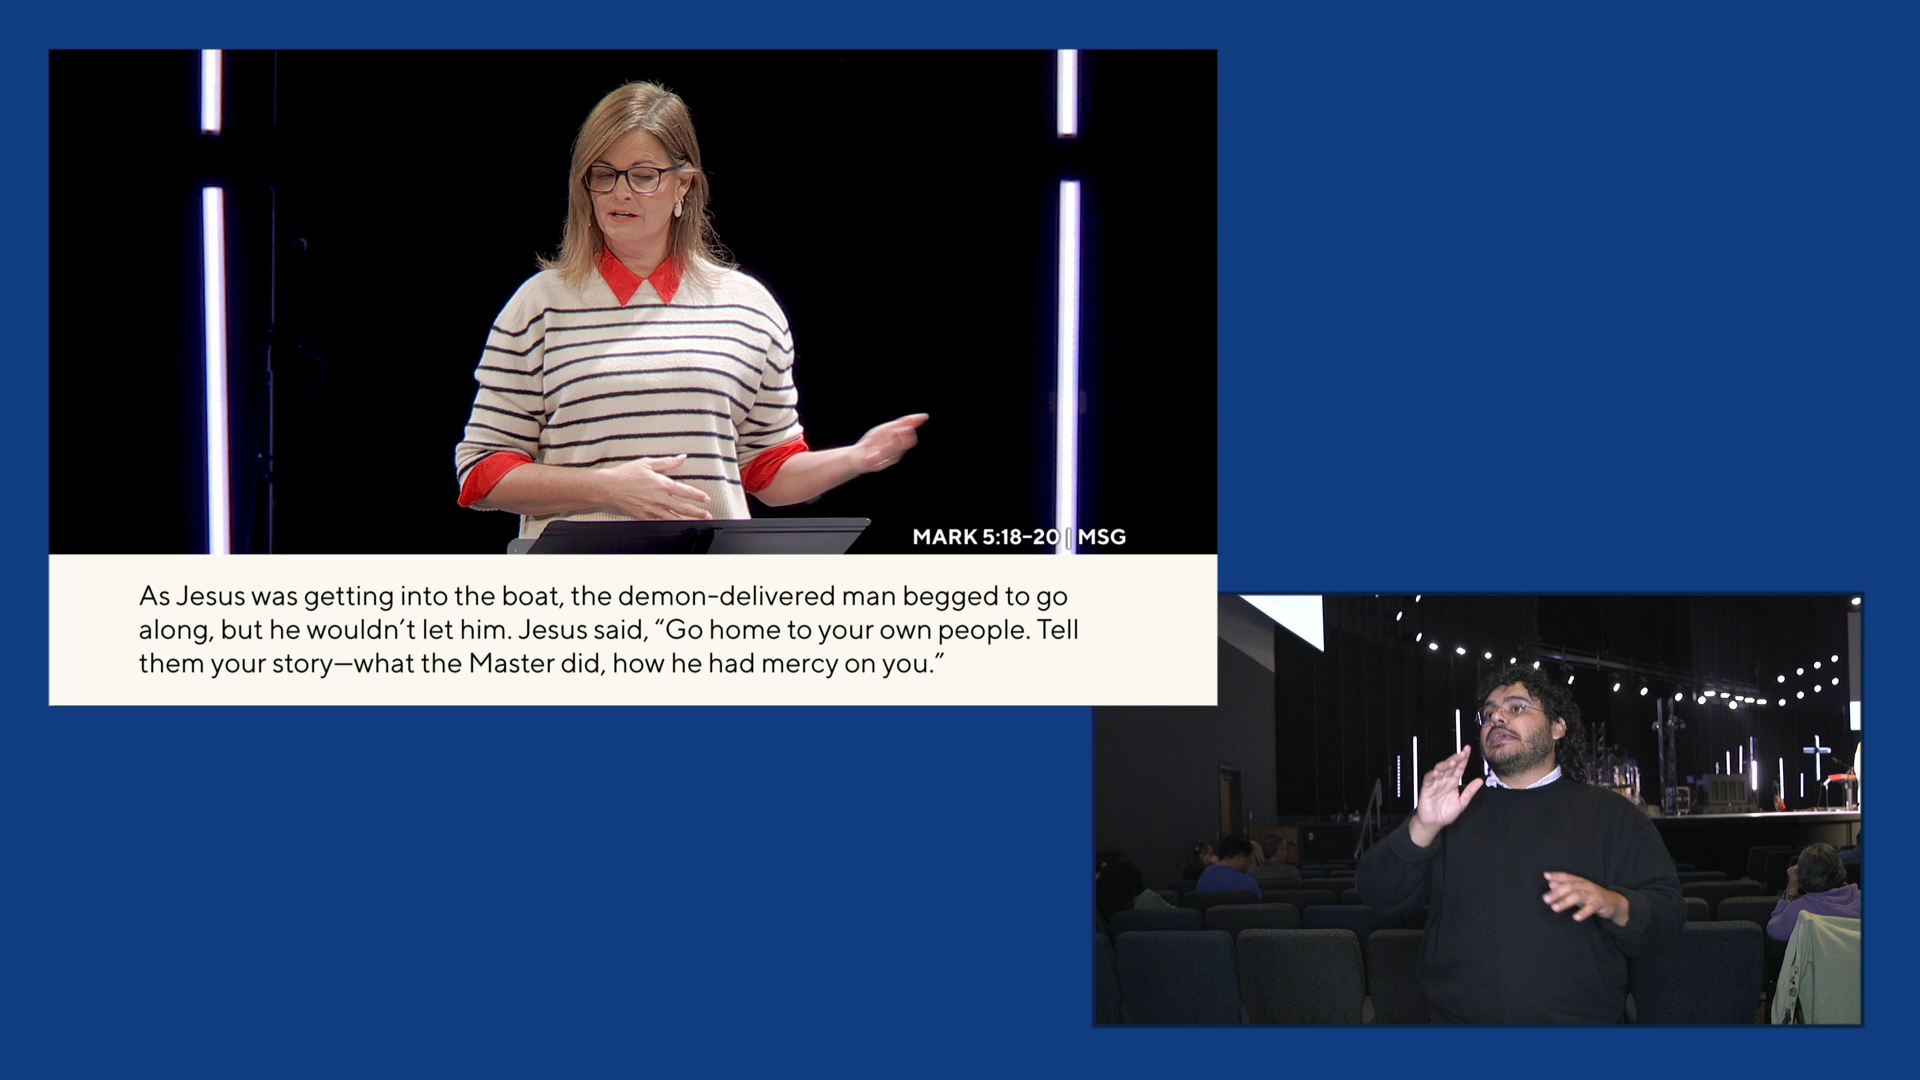 MARK 5:18–20 | MSG
As Jesus was getting into the boat, the demon-delivered man begged to go
along, but he wouldn’t let him. Jesus said, “Go home to your own people. Tell
them your story—what the Master did, how he had mercy on you.”